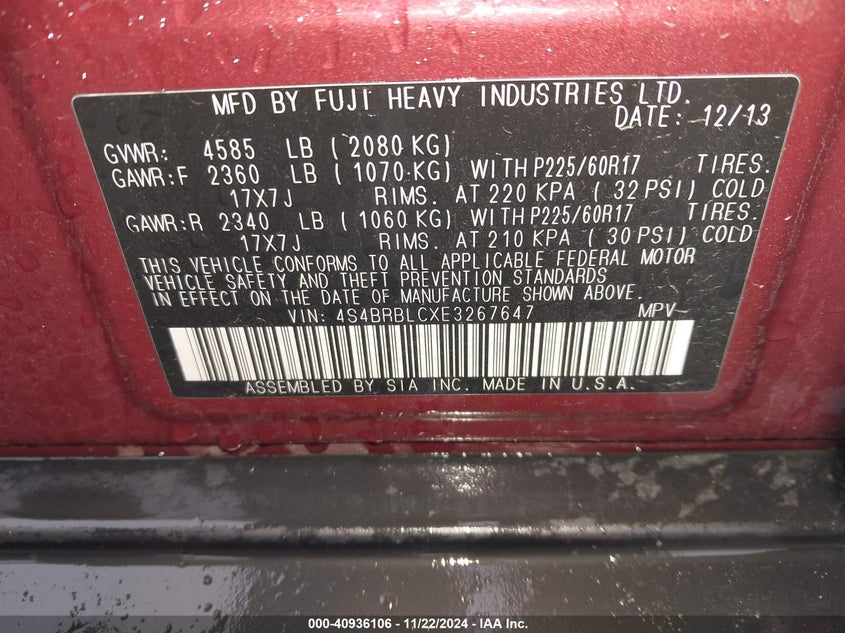 MFD BY FUJI HEAVY INDUSTRIES LTD.
DATE: 12/13
GVWR: 4585 LB ( 2080 KG)
GAWR:F 2360 LB ( 1070 KG) WITH P225/60R17 TIRES.
17X7J RIMS. AT 220 KPA ( 32 PSI) COLD
GAWR:R 2340 LB ( 1060 KG) WITH P225/60R17 TIRES.
17X7J RIMS. AT 210 KPA ( 30 PSI) COLD
THIS VEHICLE CONFORMS TO ALL APPLICABLE FEDERAL MOTOR
VEHICLE SAFETY AND THEFT PREVENTION STANDARDS
IN EFFECT ON THE DATE OF MANUFACTURE SHOWN ABOVE.
VIN: 4S4BRBLCXE3267647 MPV
ASSEMBLED BY SIA INC. MADE IN U.S.A.
000-40936106 — 11/22/2024 — IAA Inc.